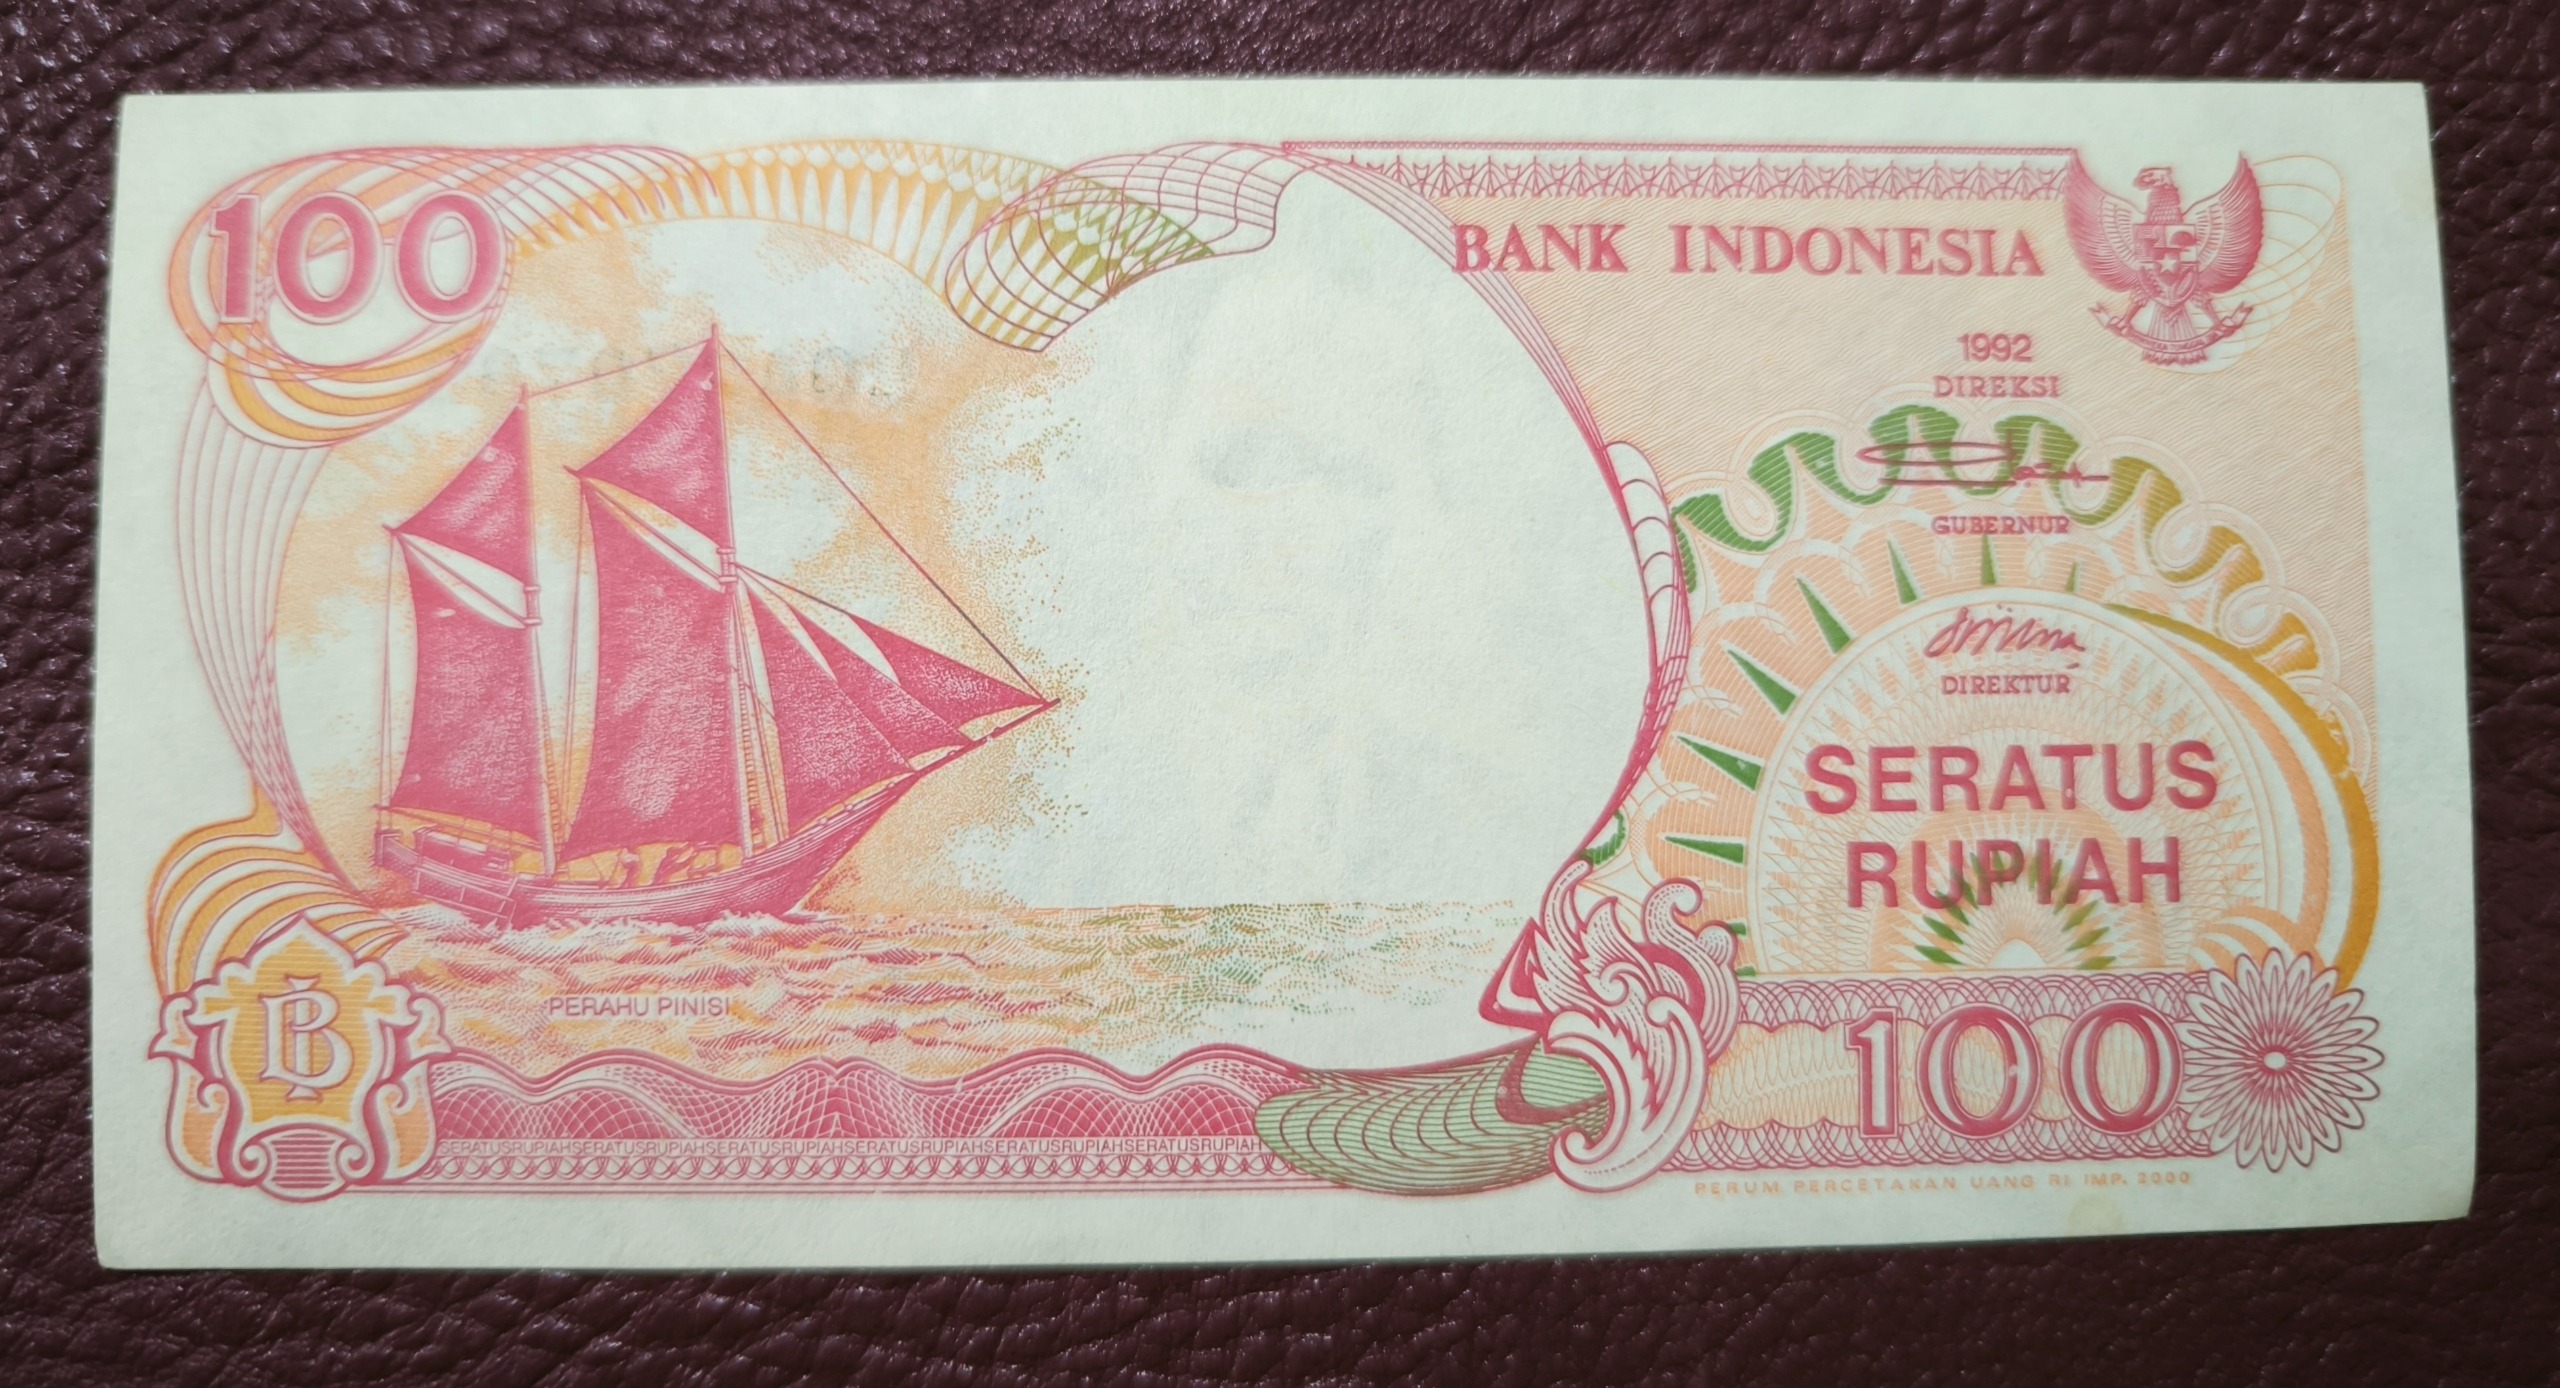 100
BANK INDONESIA
1992
DIREKSI
GUBERNUR
DIREKTUR
SERATUS
RUPIAH
PERAHU PINISI
B
100
SERATUSRUPIAHSERATUSRUPIAHSERATUSRUPIAHSERATUSRUPIAHSERATUSRUPIAHSERATUSRUPIAH
PERUM PERCETAKAN UANG RI IMP. 2000